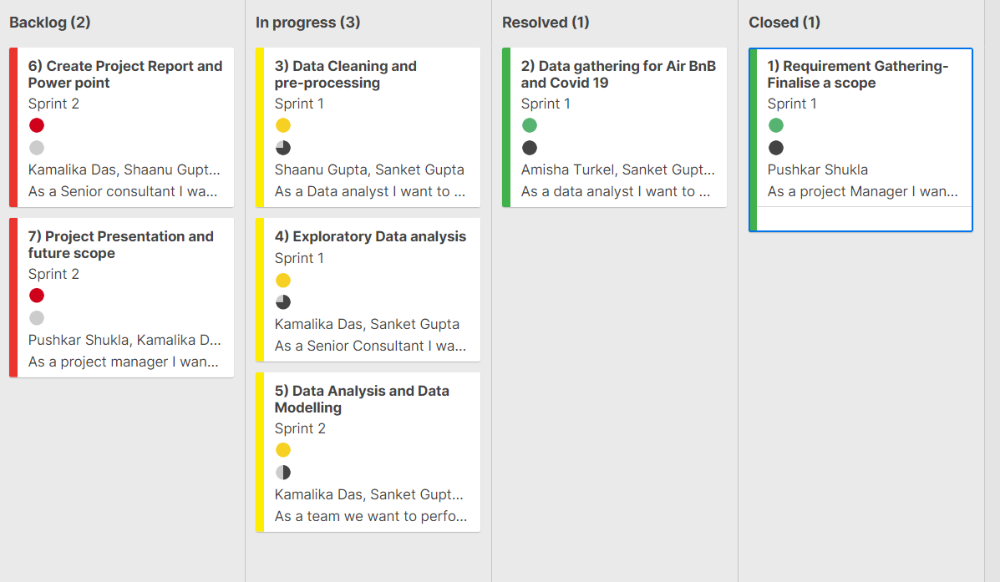 Backlog (2)
6) Create Project Report and
Power point
Sprint 2
Kamalika Das, Shaanu Gupt...
As a Senior consultant I wa...
7) Project Presentation and
future scope
Sprint 2
Pushkar Shukla, Kamalika D...
As a project manager I wan...
In progress (3)
3) Data Cleaning and
pre-processing
Sprint 1
Shaanu Gupta, Sanket Gupta
As a Data analyst I want to ...
4) Exploratory Data analysis
Sprint 1
Kamalika Das, Sanket Gupta
As a Senior Consultant I wa...
5) Data Analysis and Data
Modelling
Sprint 2
Kamalika Das, Sanket Gupt...
As a team we want to perfo...
Resolved (1)
2) Data gathering for Air BnB
and Covid 19
Sprint 1
Amisha Turkel, Sanket Gupt...
As a data analyst I want to ...
Closed (1)
1) Requirement Gathering-
Finalise a scope
Sprint 1
Pushkar Shukla
As a project Manager I wan...